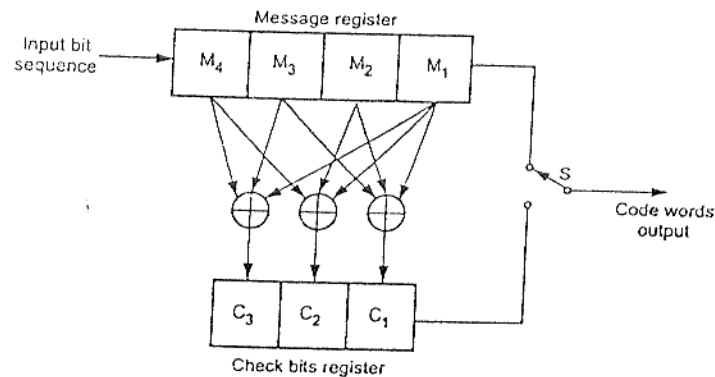 Message register
Input bit
sequence
M4 M3 M2 M1
S
Code words
output
C3 C2 C1
Check bits register